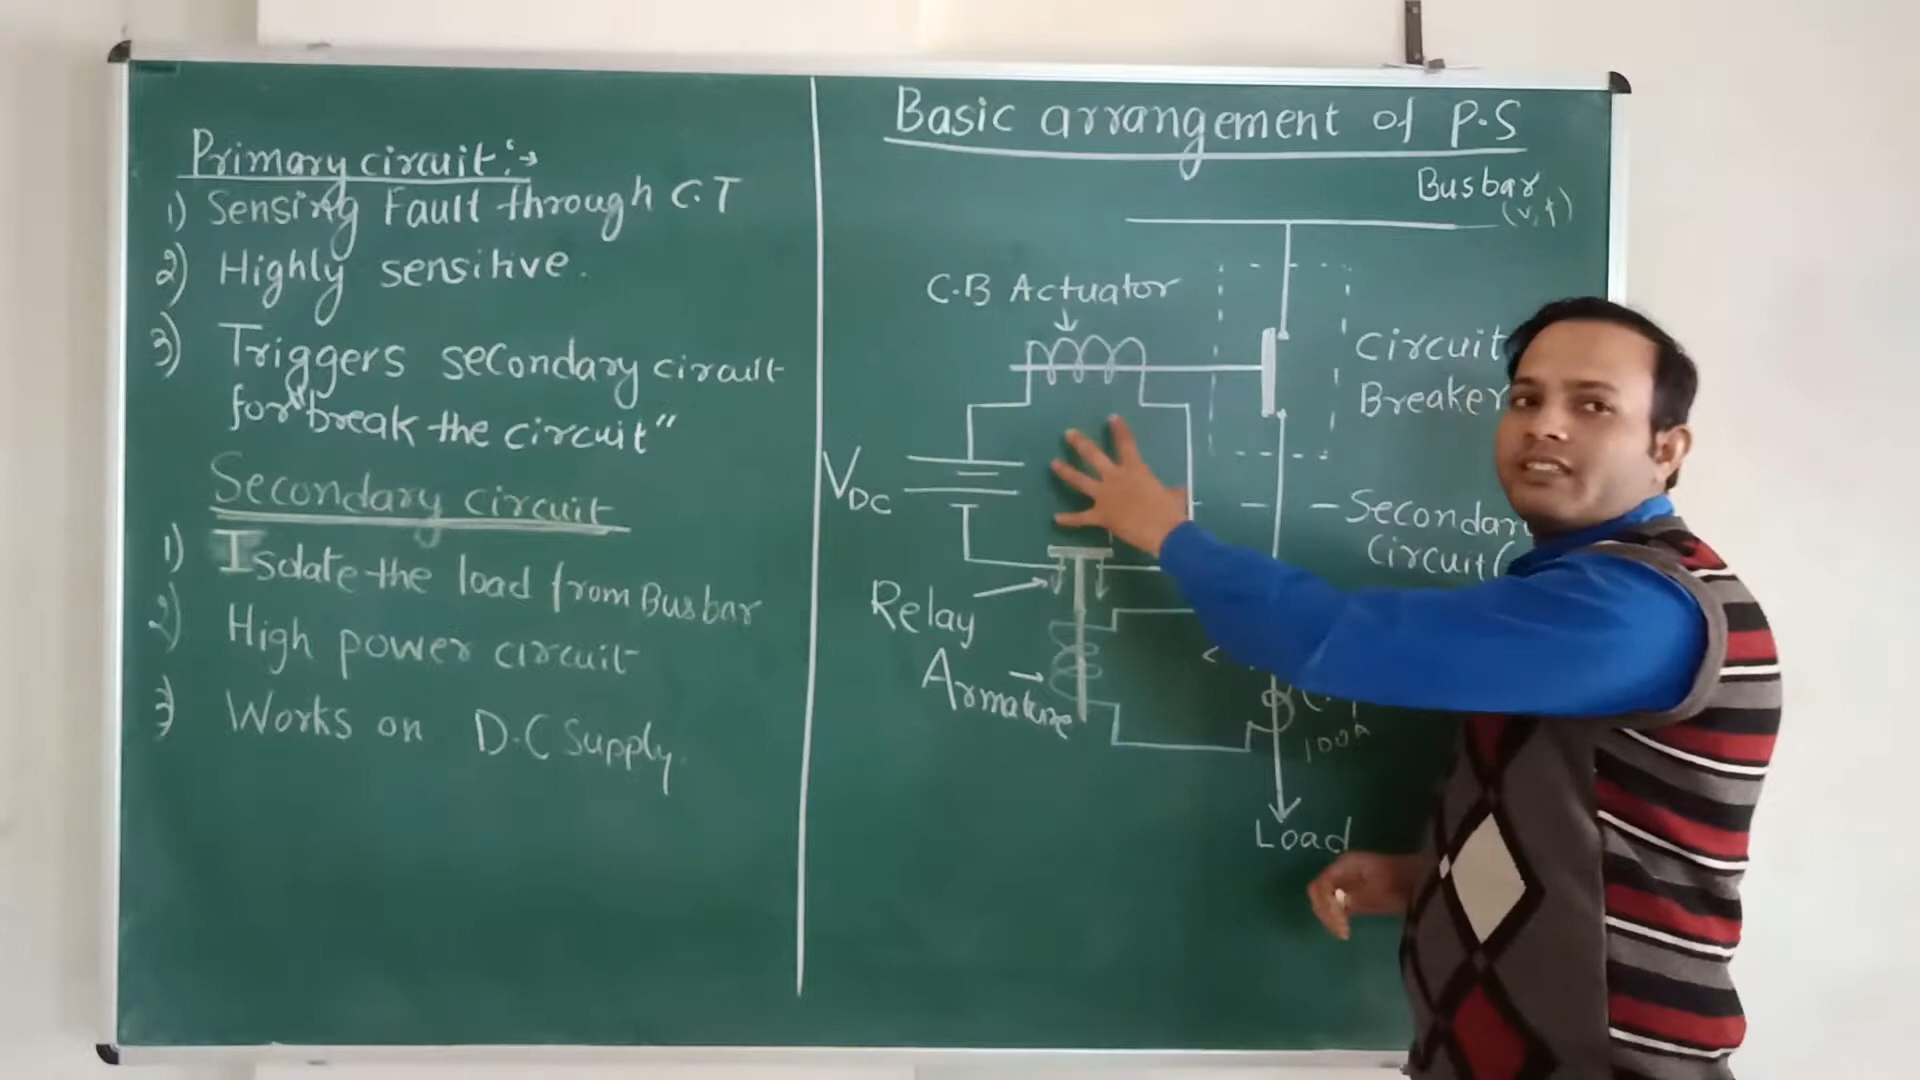 Primary circuit :→
1) Sensing Fault through C.T
2) Highly sensitive.
3) Triggers secondary circuit
for "break the circuit"
Secondary circuit
1) Isolate the load from Busbar
2) High power circuit
3) Works on D.C Supply.
Basic arrangement of P.S
Busbar
(v, f)
C.B Actuator
Circuit
Breaker
VDC
Secondar
Circuit(
Relay
Armature
100A
Load